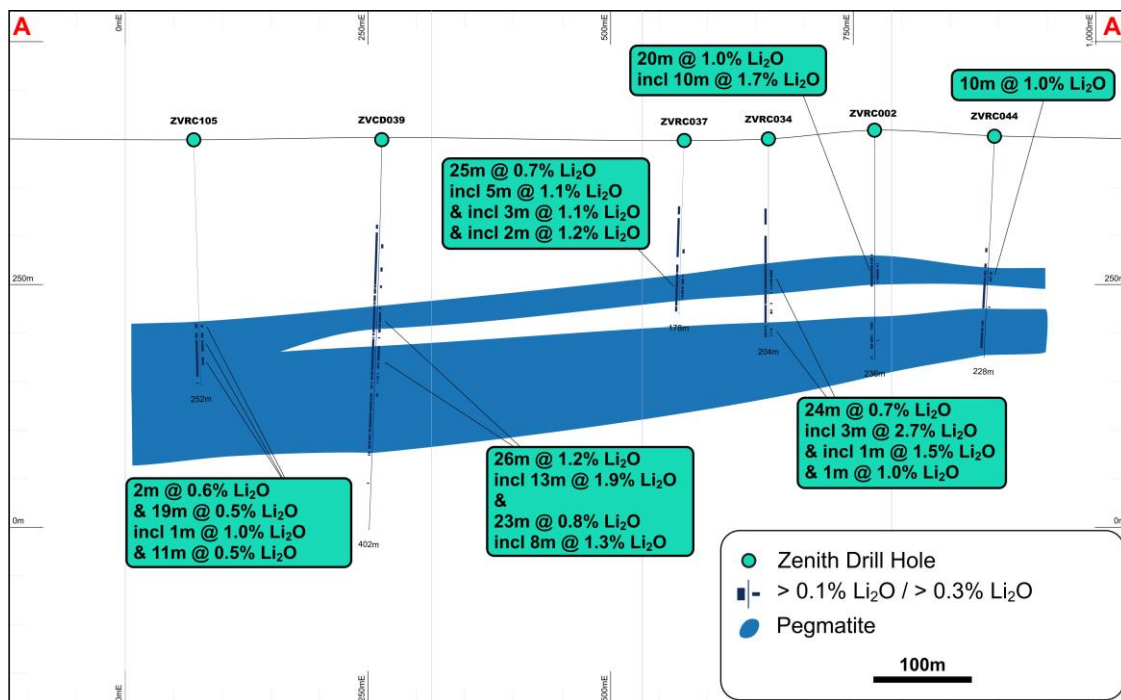 A
A
0mE
250mE
500mE
750mE
1,000mE
20m @ 1.0% Li₂O
incl 10m @ 1.7% Li₂O
10m @ 1.0% Li₂O
ZVRC105
ZVCD039
ZVRC037
ZVRC034
ZVRC002
ZVRC044
25m @ 0.7% Li₂O
incl 5m @ 1.1% Li₂O
& incl 3m @ 1.1% Li₂O
& incl 2m @ 1.2% Li₂O
250m
178m
204m
236m
228m
252m
402m
24m @ 0.7% Li₂O
incl 3m @ 2.7% Li₂O
& incl 1m @ 1.5% Li₂O
& 1m @ 1.0% Li₂O
26m @ 1.2% Li₂O
incl 13m @ 1.9% Li₂O
&
23m @ 0.8% Li₂O
incl 8m @ 1.3% Li₂O
2m @ 0.6% Li₂O
& 19m @ 0.5% Li₂O
incl 1m @ 1.0% Li₂O
& 11m @ 0.5% Li₂O
0m
Zenith Drill Hole
> 0.1% Li₂O / > 0.3% Li₂O
Pegmatite
100m
250mE